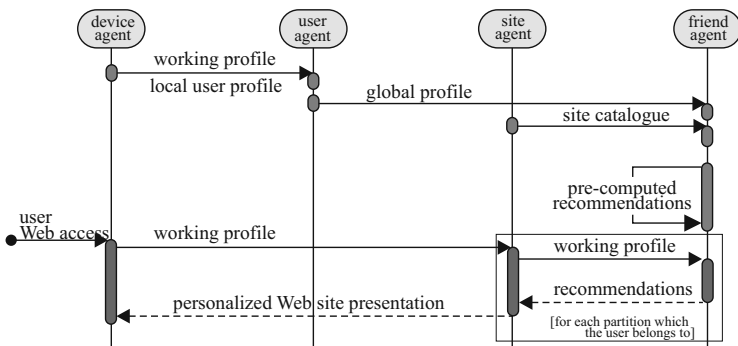 device agent
user agent
site agent
friend agent
working profile
local user profile
global profile
site catalogue
pre-computed
recommendations
user
Web access
working profile
working profile
recommendations
personalized Web site presentation
[for each partition which
the user belongs to]